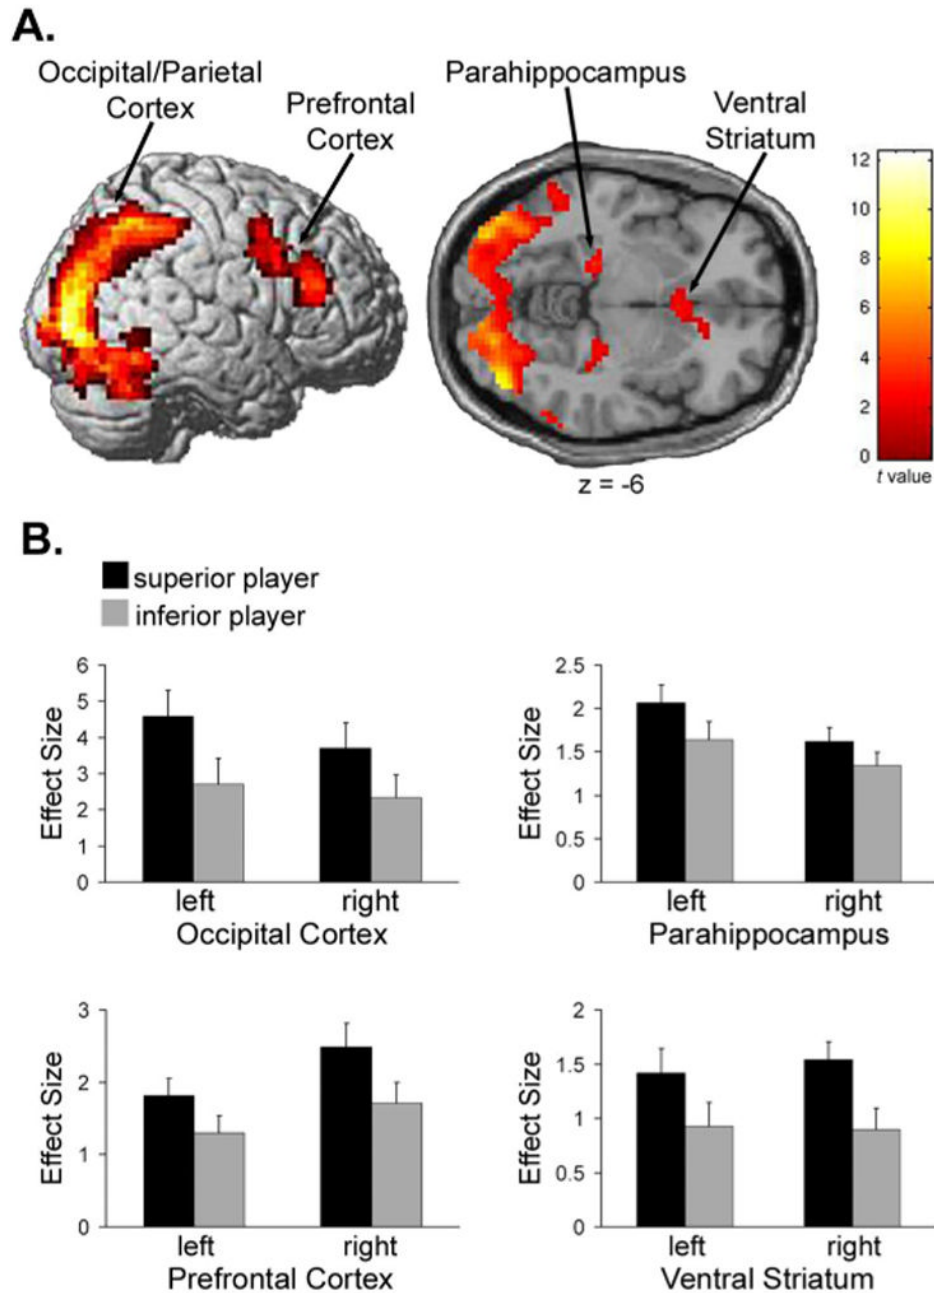 A.
Occipital/Parietal
Cortex
Prefrontal
Cortex
Parahippocampus
Ventral
Striatum
12
10
8
6
4
2
0
t value
z = -6
B.
superior player
inferior player
6
5
4
3
2
1
0
Effect Size
left
right
Occipital Cortex
2.5
2
1.5
1
0.5
0
Effect Size
left
right
Parahippocampus
3
2
1
0
Effect Size
left
right
Prefrontal Cortex
2
1.5
1
0.5
0
Effect Size
left
right
Ventral Striatum